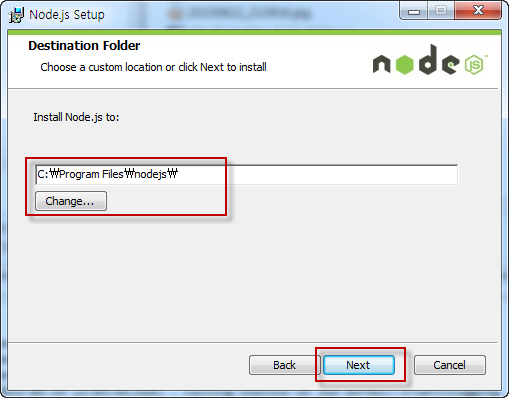 Node.js Setup
Destination Folder
Choose a custom location or click Next to install
node JS
Install Node.js to:
C:₩Program Files₩nodejs₩
Change...
Back
Next
Cancel